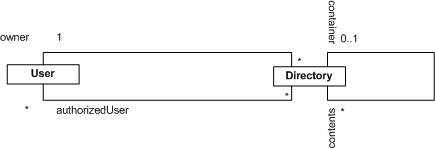 container
owner 1 0..1
*
User Directory
*
* authorizedUser *
contents